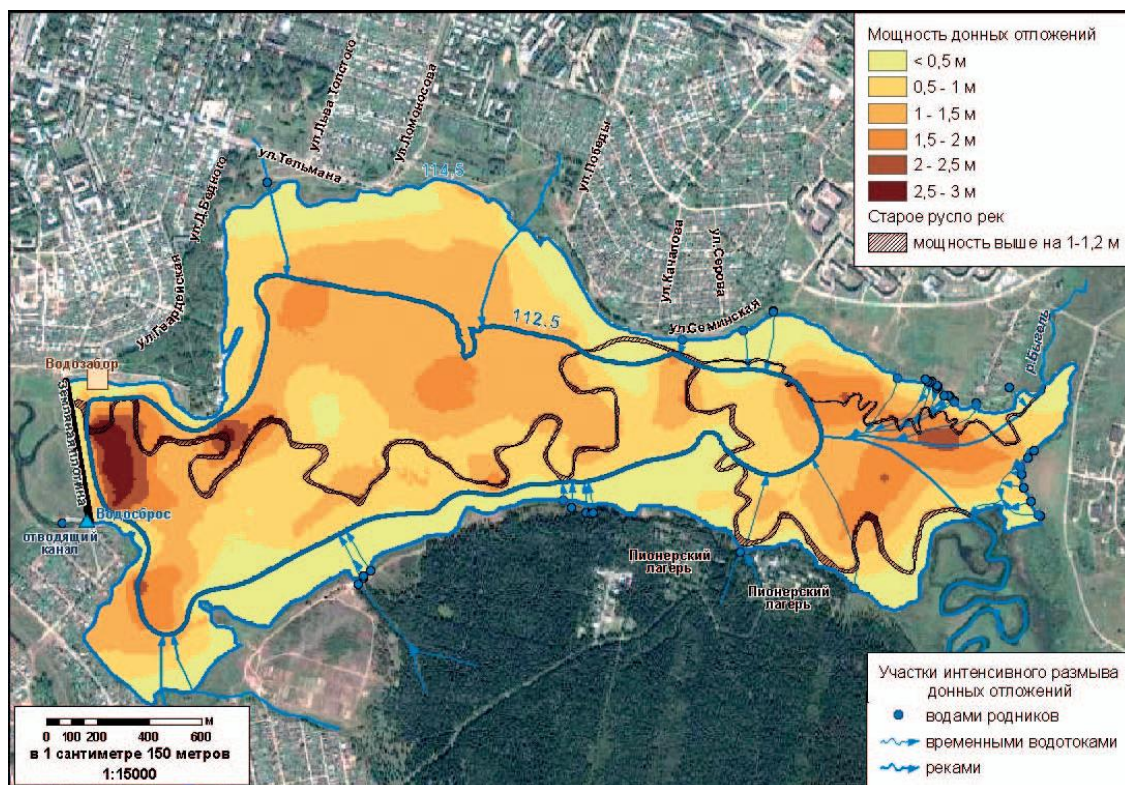 Мощность донных отложений
< 0,5 м
0,5 - 1 м
1 - 1,5 м
1,5 - 2 м
2 - 2,5 м
2,5 - 3 м
Старое русло рек
мощность выше на 1-1,2 м
ул.Льва Толстого
ул.Ломоносова
ул.Тельмана
114,5
ул.Победы
ул.Д.Бедного
ул.Гвардейская
ул.Качалова
ул.Серова
ул.Семинская
112,5
р.Быгель
Водозабор
Земляная плотина
Водосброс
отводящий
канал
Пионерский
лагерь
Пионерский
лагерь
0 100 200 400 600 М
в 1 сантиметре 150 метров
1:15000
Участки интенсивного размыва
донных отложений
водами родников
временными водотоками
реками